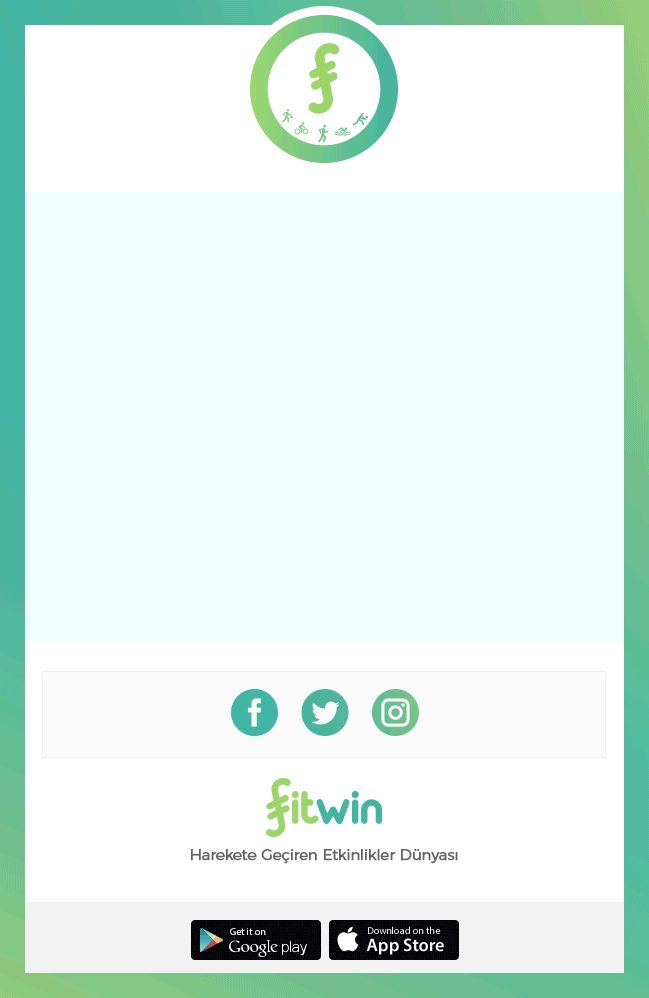 fitwin
Harekete Geçiren Etkinlikler Dünyası
Get it on
Google play
Download on the
App Store